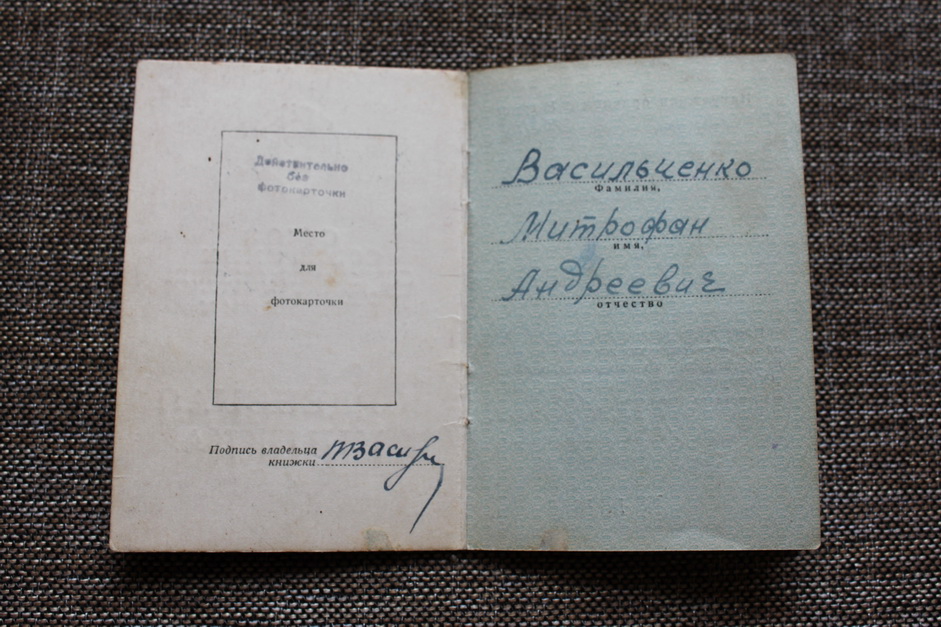 Действительно
без
фотокарточки
Место
для
фотокарточки
Подпись владельца
книжки
Васильченко
Фамилия,
Митрофан
имя,
Андреевич
отчество